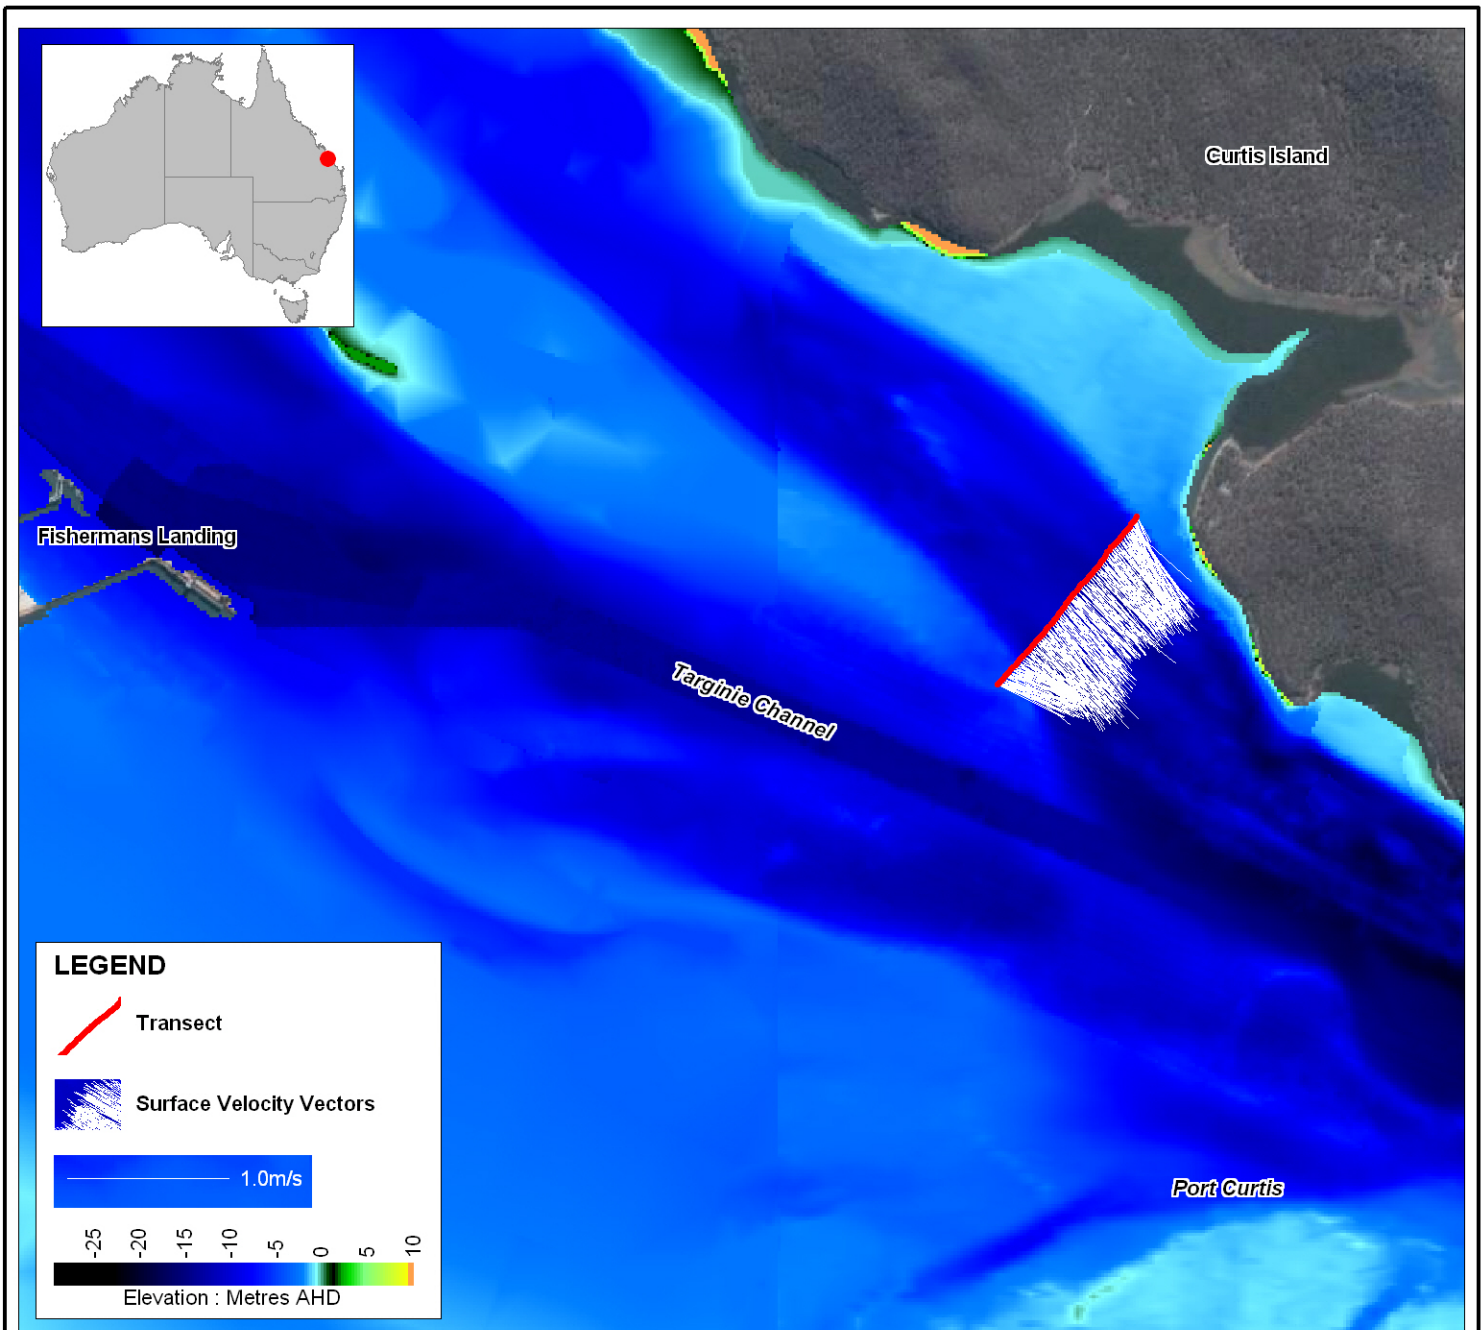 Curtis Island
Fishermans Landing
Targinie Channel
LEGEND
Transect
Surface Velocity Vectors
1.0m/s
-25 -20 -15 -10 -5 0 5 10
Elevation : Metres AHD
Port Curtis